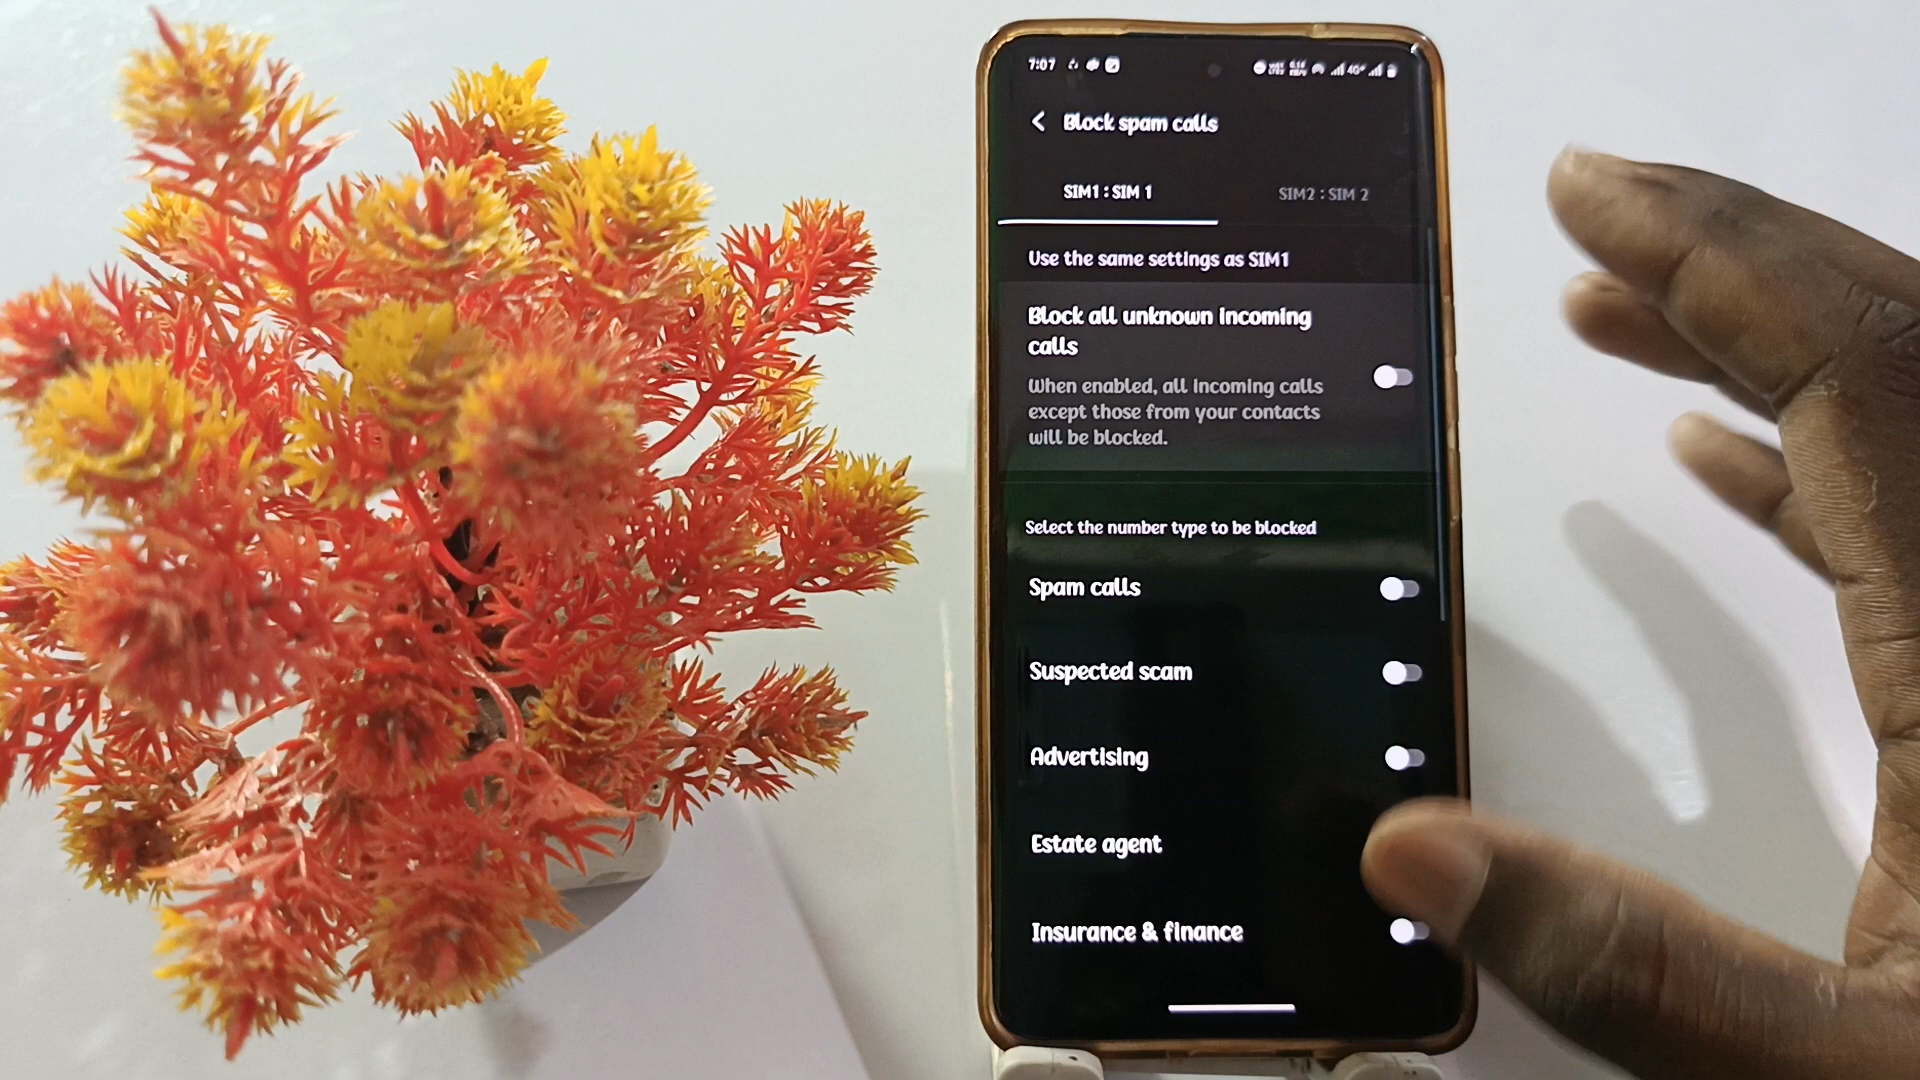 7:07
4G+
Block spam calls
SIM1 : SIM 1
SIM2 : SIM 2
Use the same settings as SIM1
Block all unknown incoming
calls
When enabled, all incoming calls
except those from your contacts
will be blocked.
Select the number type to be blocked
Spam calls
Suspected scam
Advertising
Estate agent
Insurance & finance